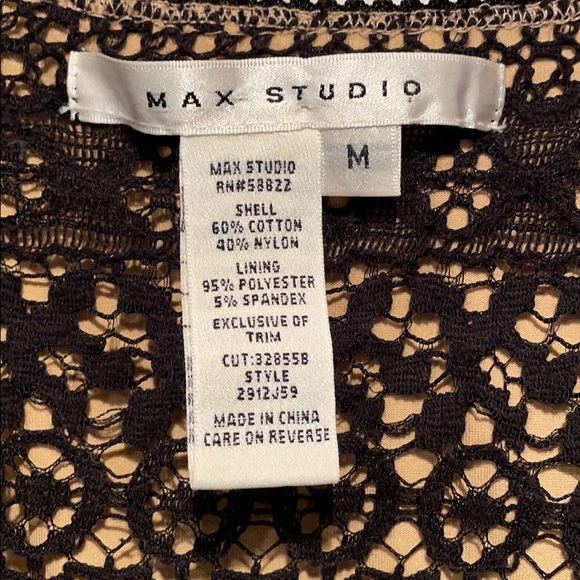 MAX STUDIO
M
MAX STUDIO
RN#58822
SHELL
60% COTTON
40% NYLON
LINING
95% POLYESTER
5% SPANDEX
EXCLUSIVE OF
TRIM
CUT:32855B
STYLE
2912J59
MADE IN CHINA
CARE ON REVERSE